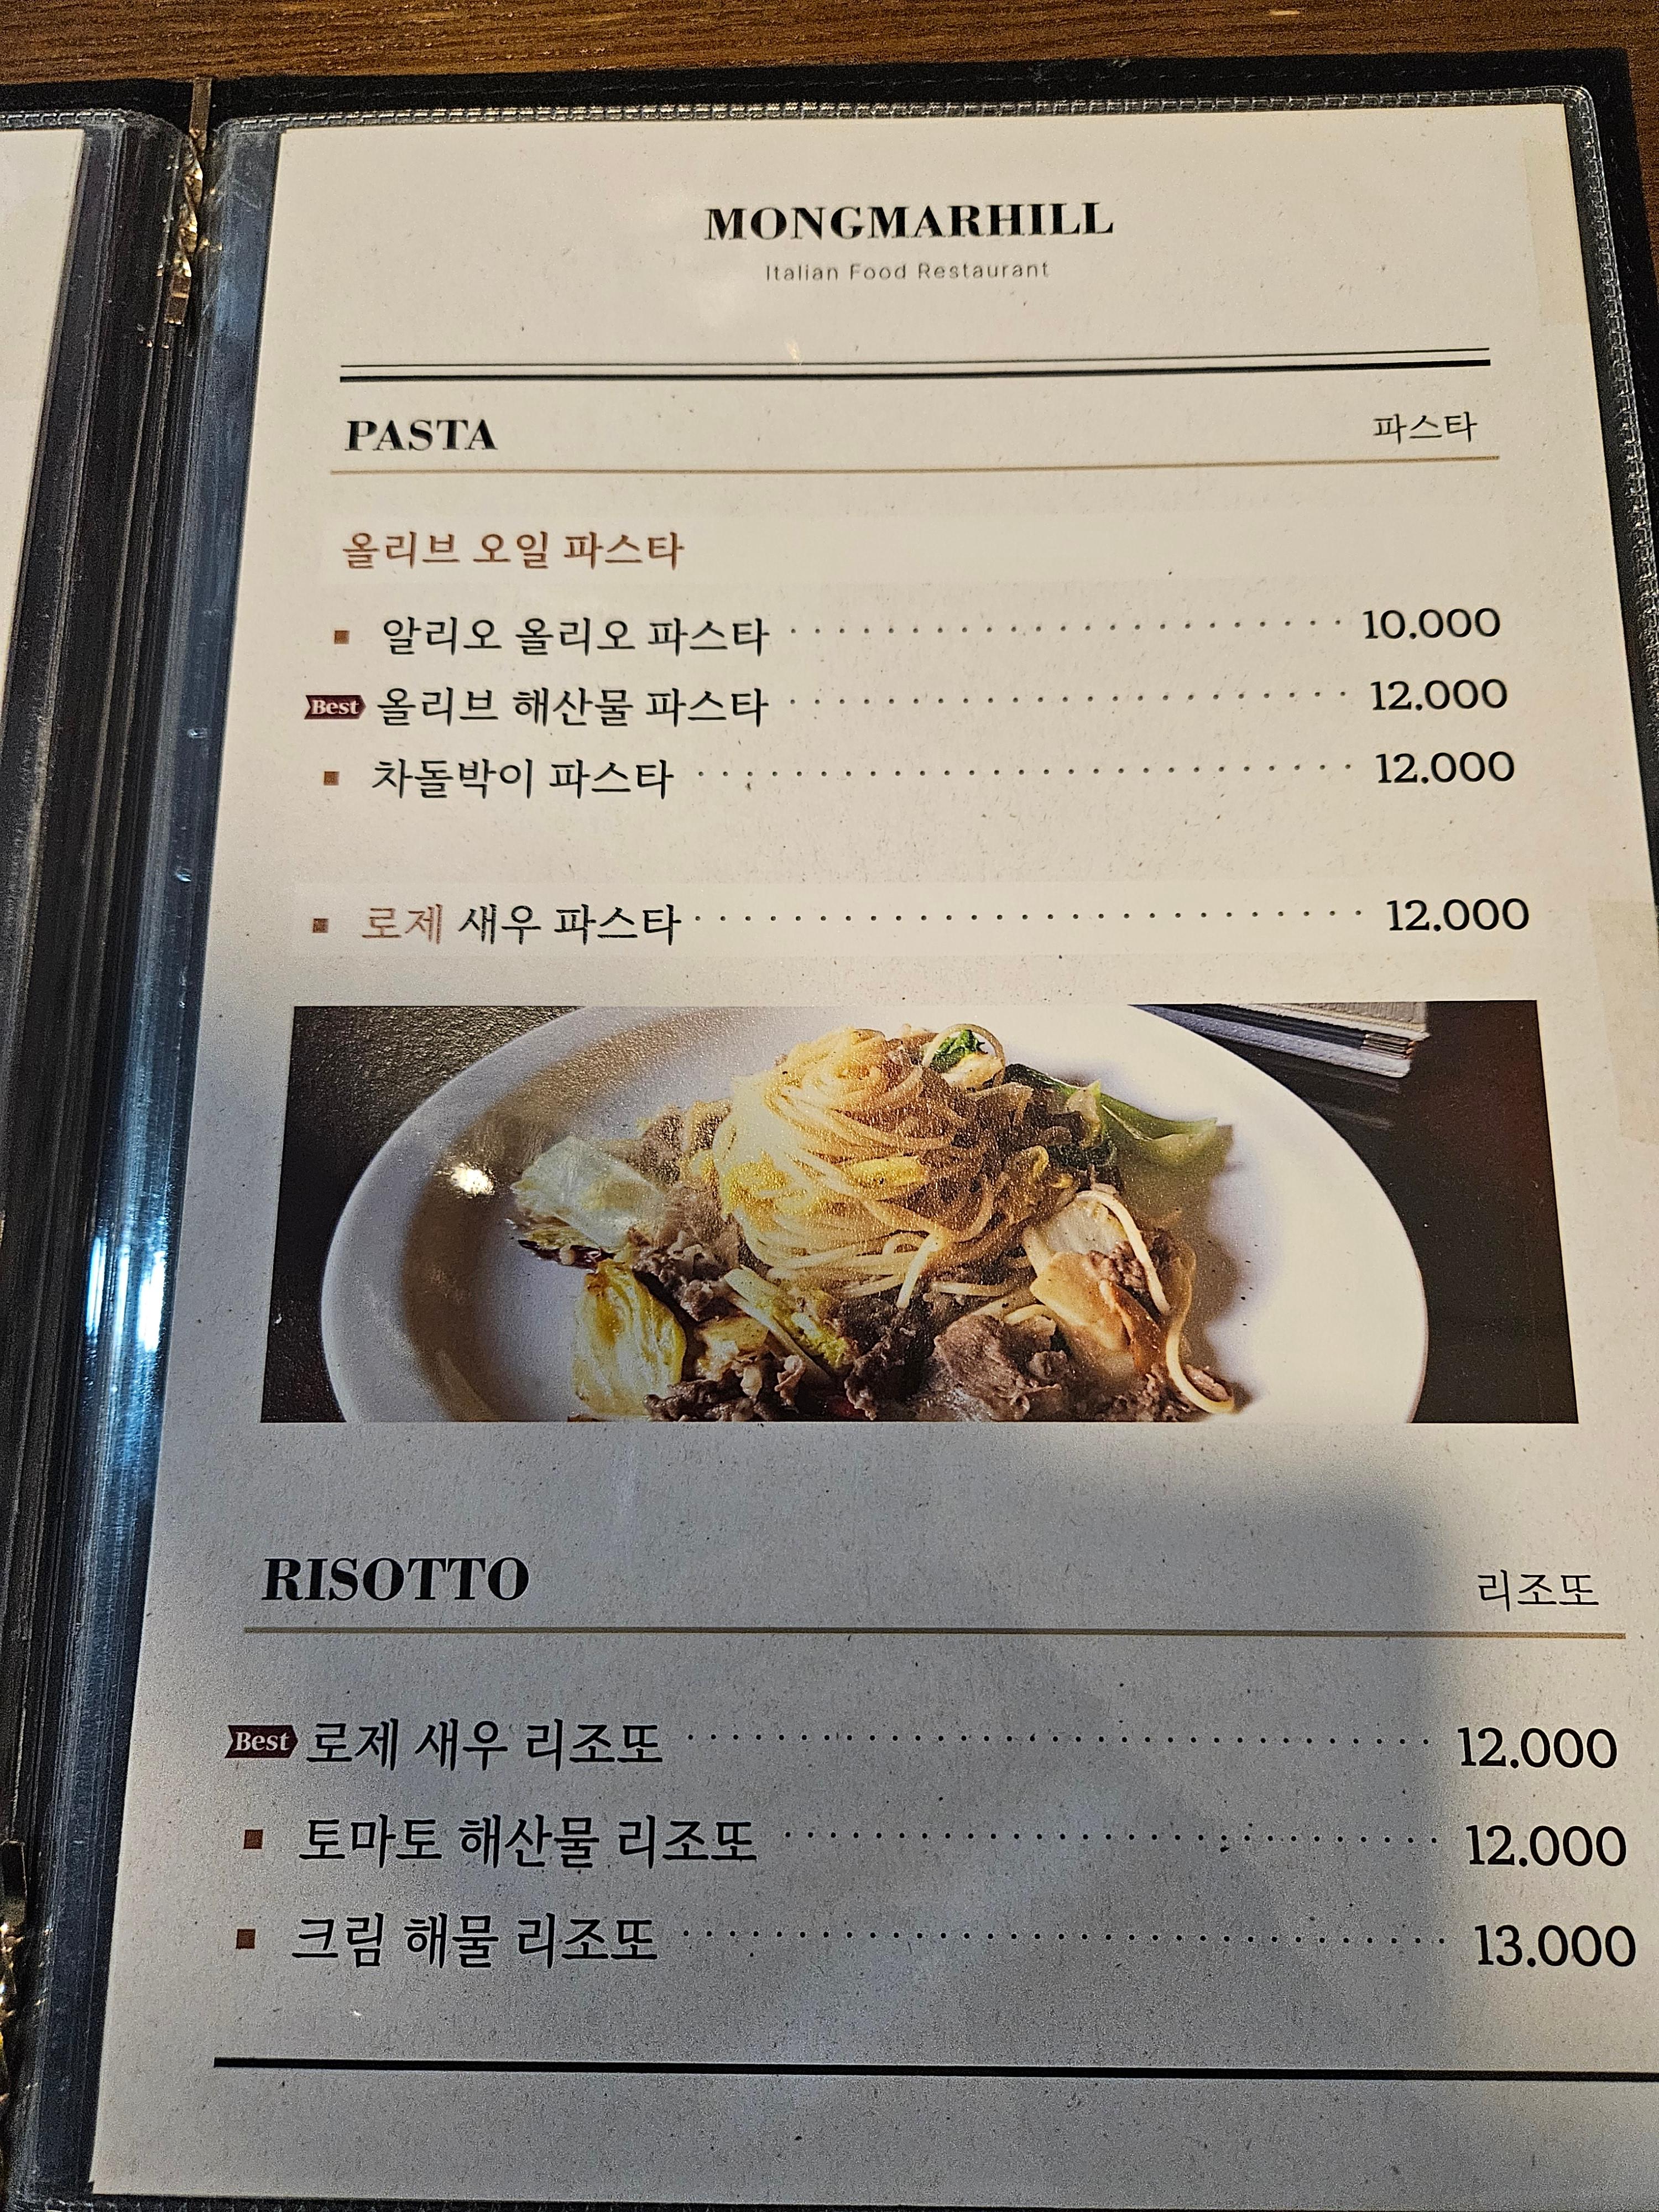 MONGMARHILL
Italian Food Restaurant
PASTA 파스타
올리브 오일 파스타
알리오 올리오 파스타 10.000
Best 올리브 해산물 파스타 12.000
차돌박이 파스타 12.000
로제 새우 파스타 12.000
RISOTTO 리조또
Best 로제 새우 리조또 12.000
토마토 해산물 리조또 12.000
크림 해물 리조또 13.000